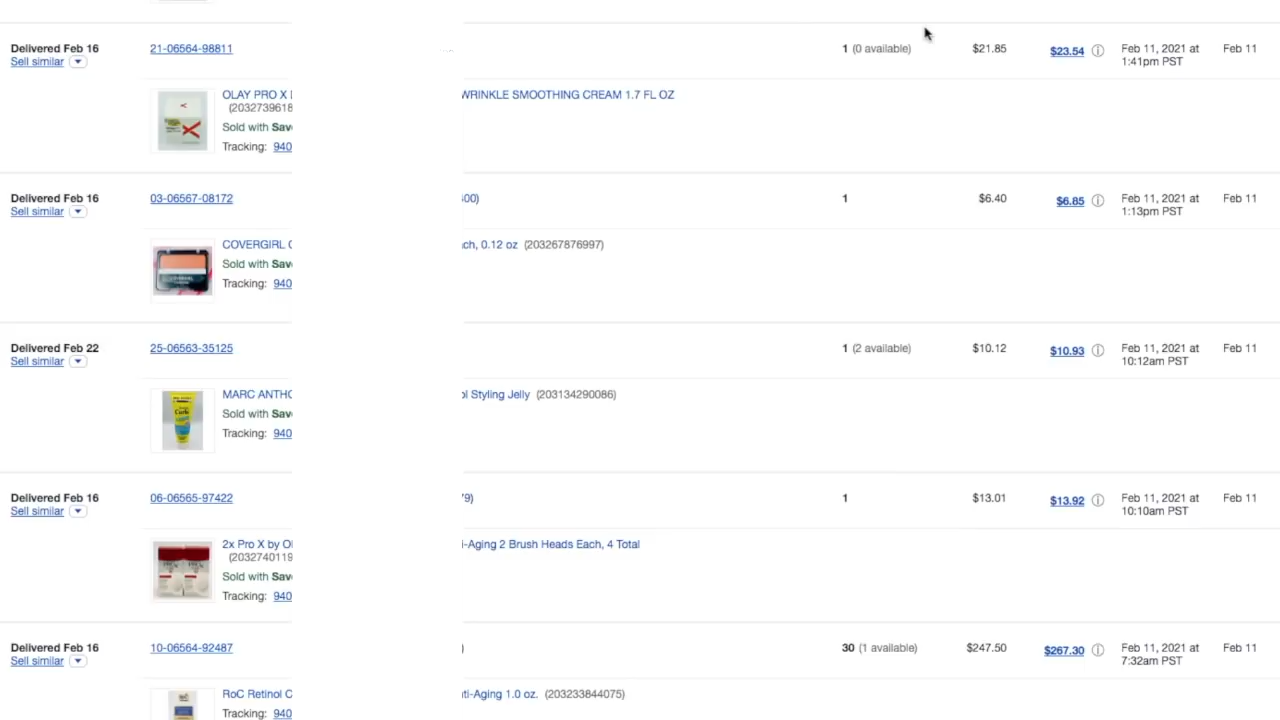 Delivered Feb 16 21-06564-98811 1 (0 available) $21.85 $23.54 Feb 11, 2021 at Feb 11
Sell similar 1:41pm PST
OLAY PRO X WRINKLE SMOOTHING CREAM 1.7 FL OZ
(2032739618
Sold with Save
Tracking: 940
Delivered Feb 16 03-06567-08172 1 $6.40 $6.85 Feb 11, 2021 at Feb 11
Sell similar 1:13pm PST
COVERGIRL ch, 0.12 oz (203267876997)
Sold with Save
Tracking: 940
Delivered Feb 22 25-06563-35125 1 (2 available) $10.12 $10.93 Feb 11, 2021 at Feb 11
Sell similar 10:12am PST
MARC ANTHO Styling Jelly (203134290086)
Sold with Save
Tracking: 940
Delivered Feb 16 06-06565-97422 1 $13.01 $13.92 Feb 11, 2021 at Feb 11
Sell similar 10:10am PST
2x Pro X by Ol i-Aging 2 Brush Heads Each, 4 Total
(2032740119
Sold with Save
Tracking: 940
Delivered Feb 16 10-06564-92487 30 (1 available) $247.50 $267.30 Feb 11, 2021 at Feb 11
Sell similar 7:32am PST
RoC Retinol C ti-Aging 1.0 oz. (203233844075)
Tracking: 940